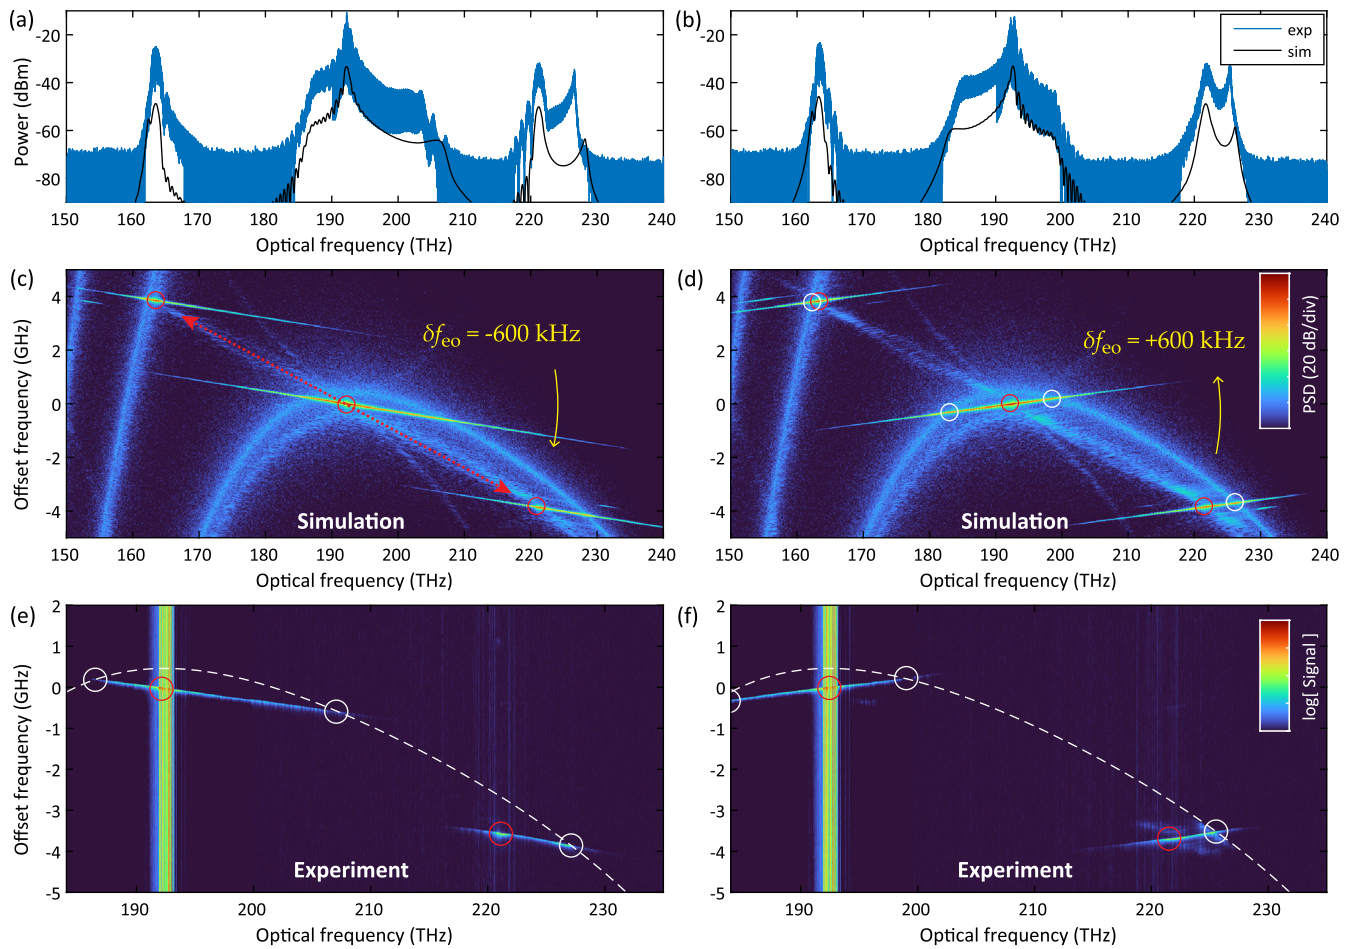 (a)
(b)
exp
sim
Power (dBm)
-20
-40
-60
-80
150 160 170 180 190 200 210 220 230 240
150 160 170 180 190 200 210 220 230 240
Optical frequency (THz)
Optical frequency (THz)
(c)
(d)
Offset frequency (GHz)
4
2
0
-2
-4
δf_eo = -600 kHz
Simulation
4
2
0
-2
-4
δf_eo = +600 kHz
Simulation
PSD (20 dB/div)
150 160 170 180 190 200 210 220 230 240
150 160 170 180 190 200 210 220 230 240
Optical frequency (THz)
Optical frequency (THz)
(e)
(f)
Offset frequency (GHz)
2
1
0
-1
-2
-3
-4
-5
Experiment
2
1
0
-1
-2
-3
-4
-5
Experiment
log[ Signal ]
190 200 210 220 230
190 200 210 220 230
Optical frequency (THz)
Optical frequency (THz)
-20
-40
-60
-80